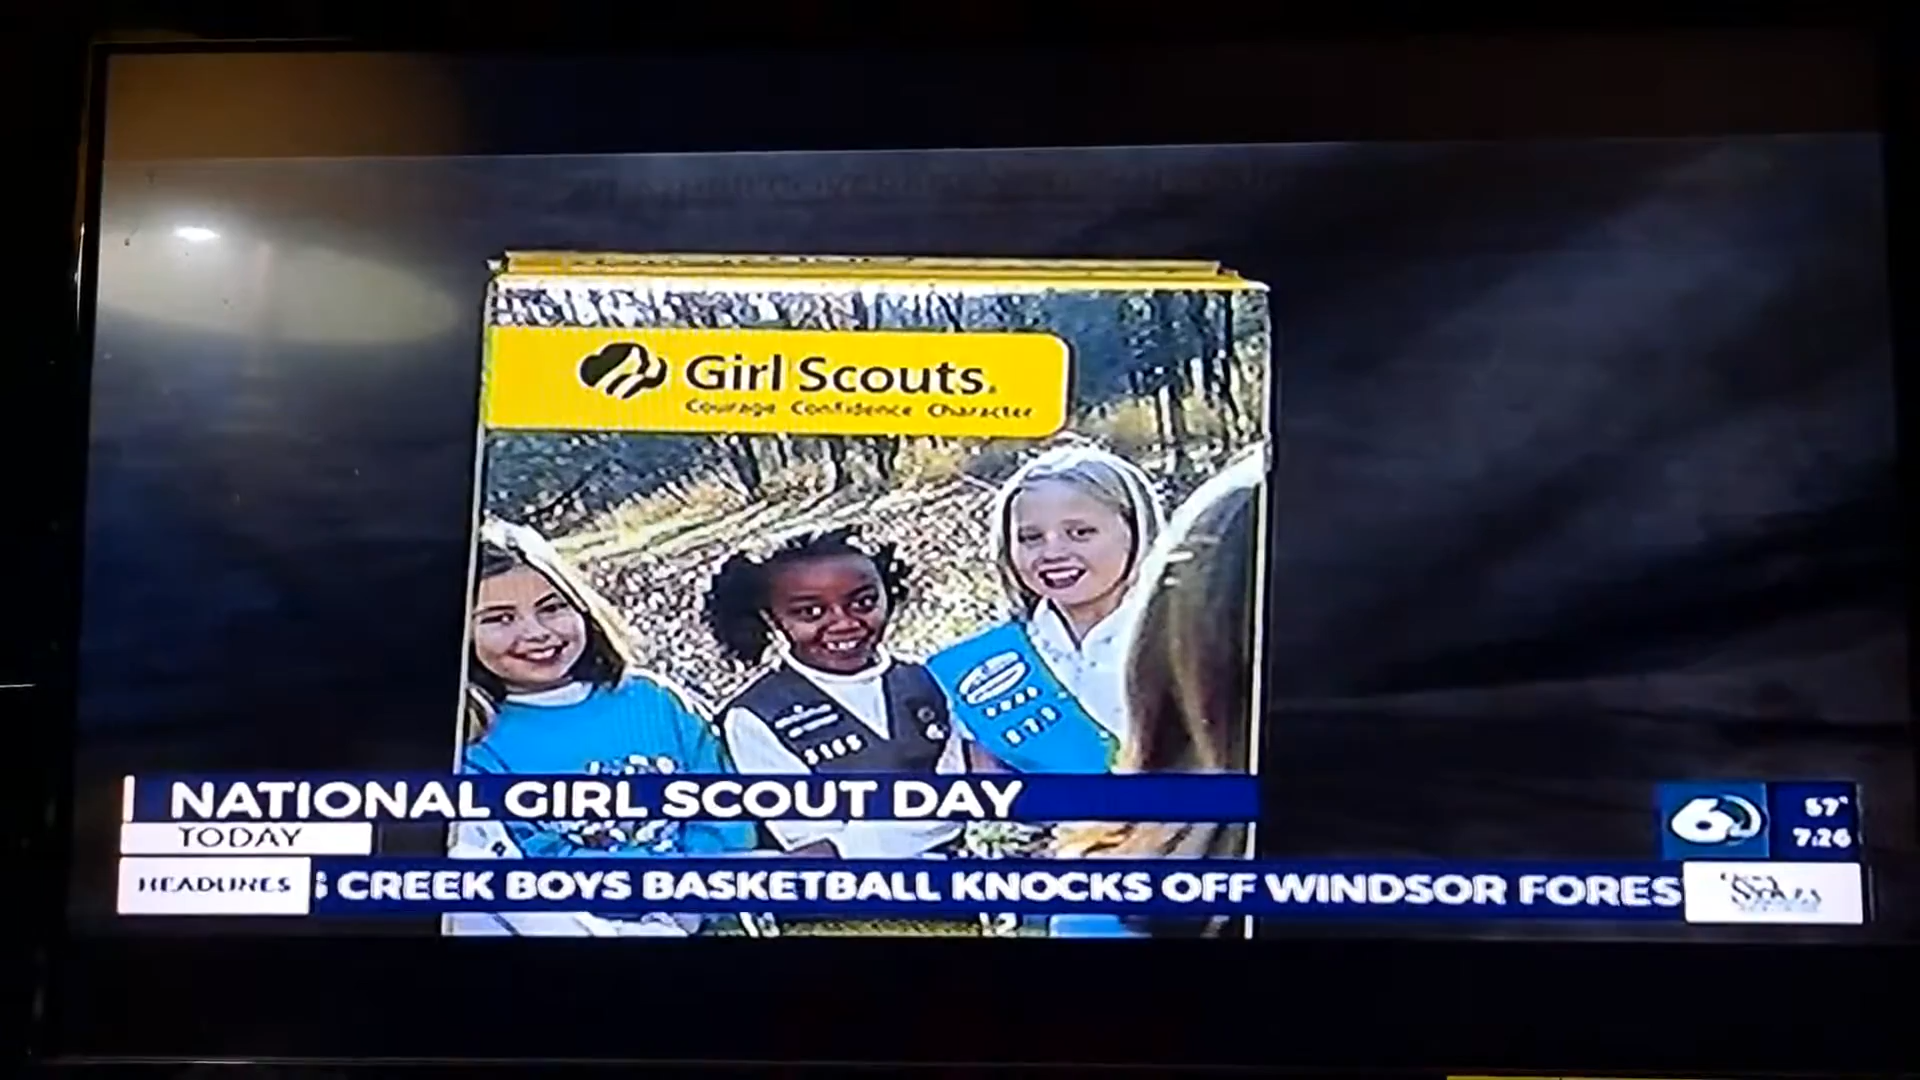 Girl Scouts.
Courage Confidence Character
NATIONAL GIRL SCOUT DAY
TODAY
6
57°
7:26
HEADLINES
CREEK BOYS BASKETBALL KNOCKS OFF WINDSOR FORES